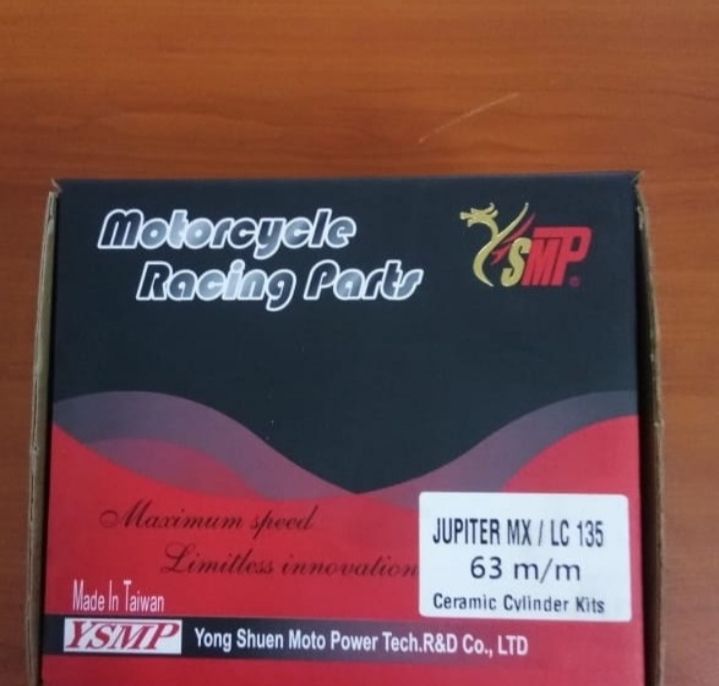 Motorcycle
Racing Parts
YSMP®
Maximum speed
Limitless innovation
JUPITER MX / LC 135
63 m/m
Ceramic Cylinder Kits
Made In Taiwan
YSMP Yong Shuen Moto Power Tech.R&D Co., LTD